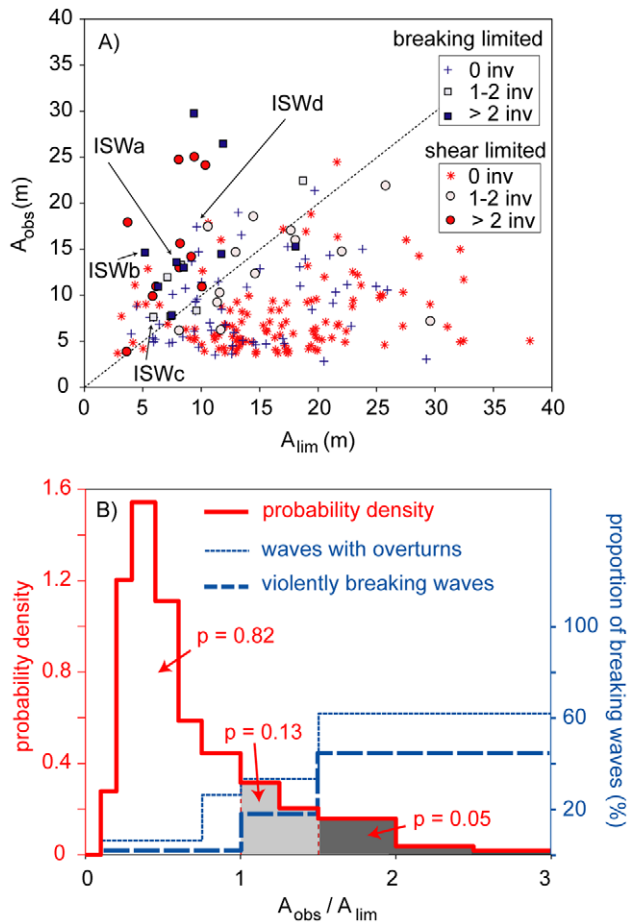 A)
40
35
30
25
20
15
10
5
0
A_obs (m)
0 5 10 15 20 25 30 35 40
A_lim (m)
breaking limited
0 inv
1-2 inv
> 2 inv
shear limited
0 inv
1-2 inv
> 2 inv
ISWd
ISWa
ISWb
ISWc
B)
1.6
1.2
0.8
0.4
0
probability density
probability density
waves with overturns
violently breaking waves
p = 0.82
p = 0.13
p = 0.05
100
60
20
0
proportion of breaking waves (%)
0 1 2 3
A_obs / A_lim